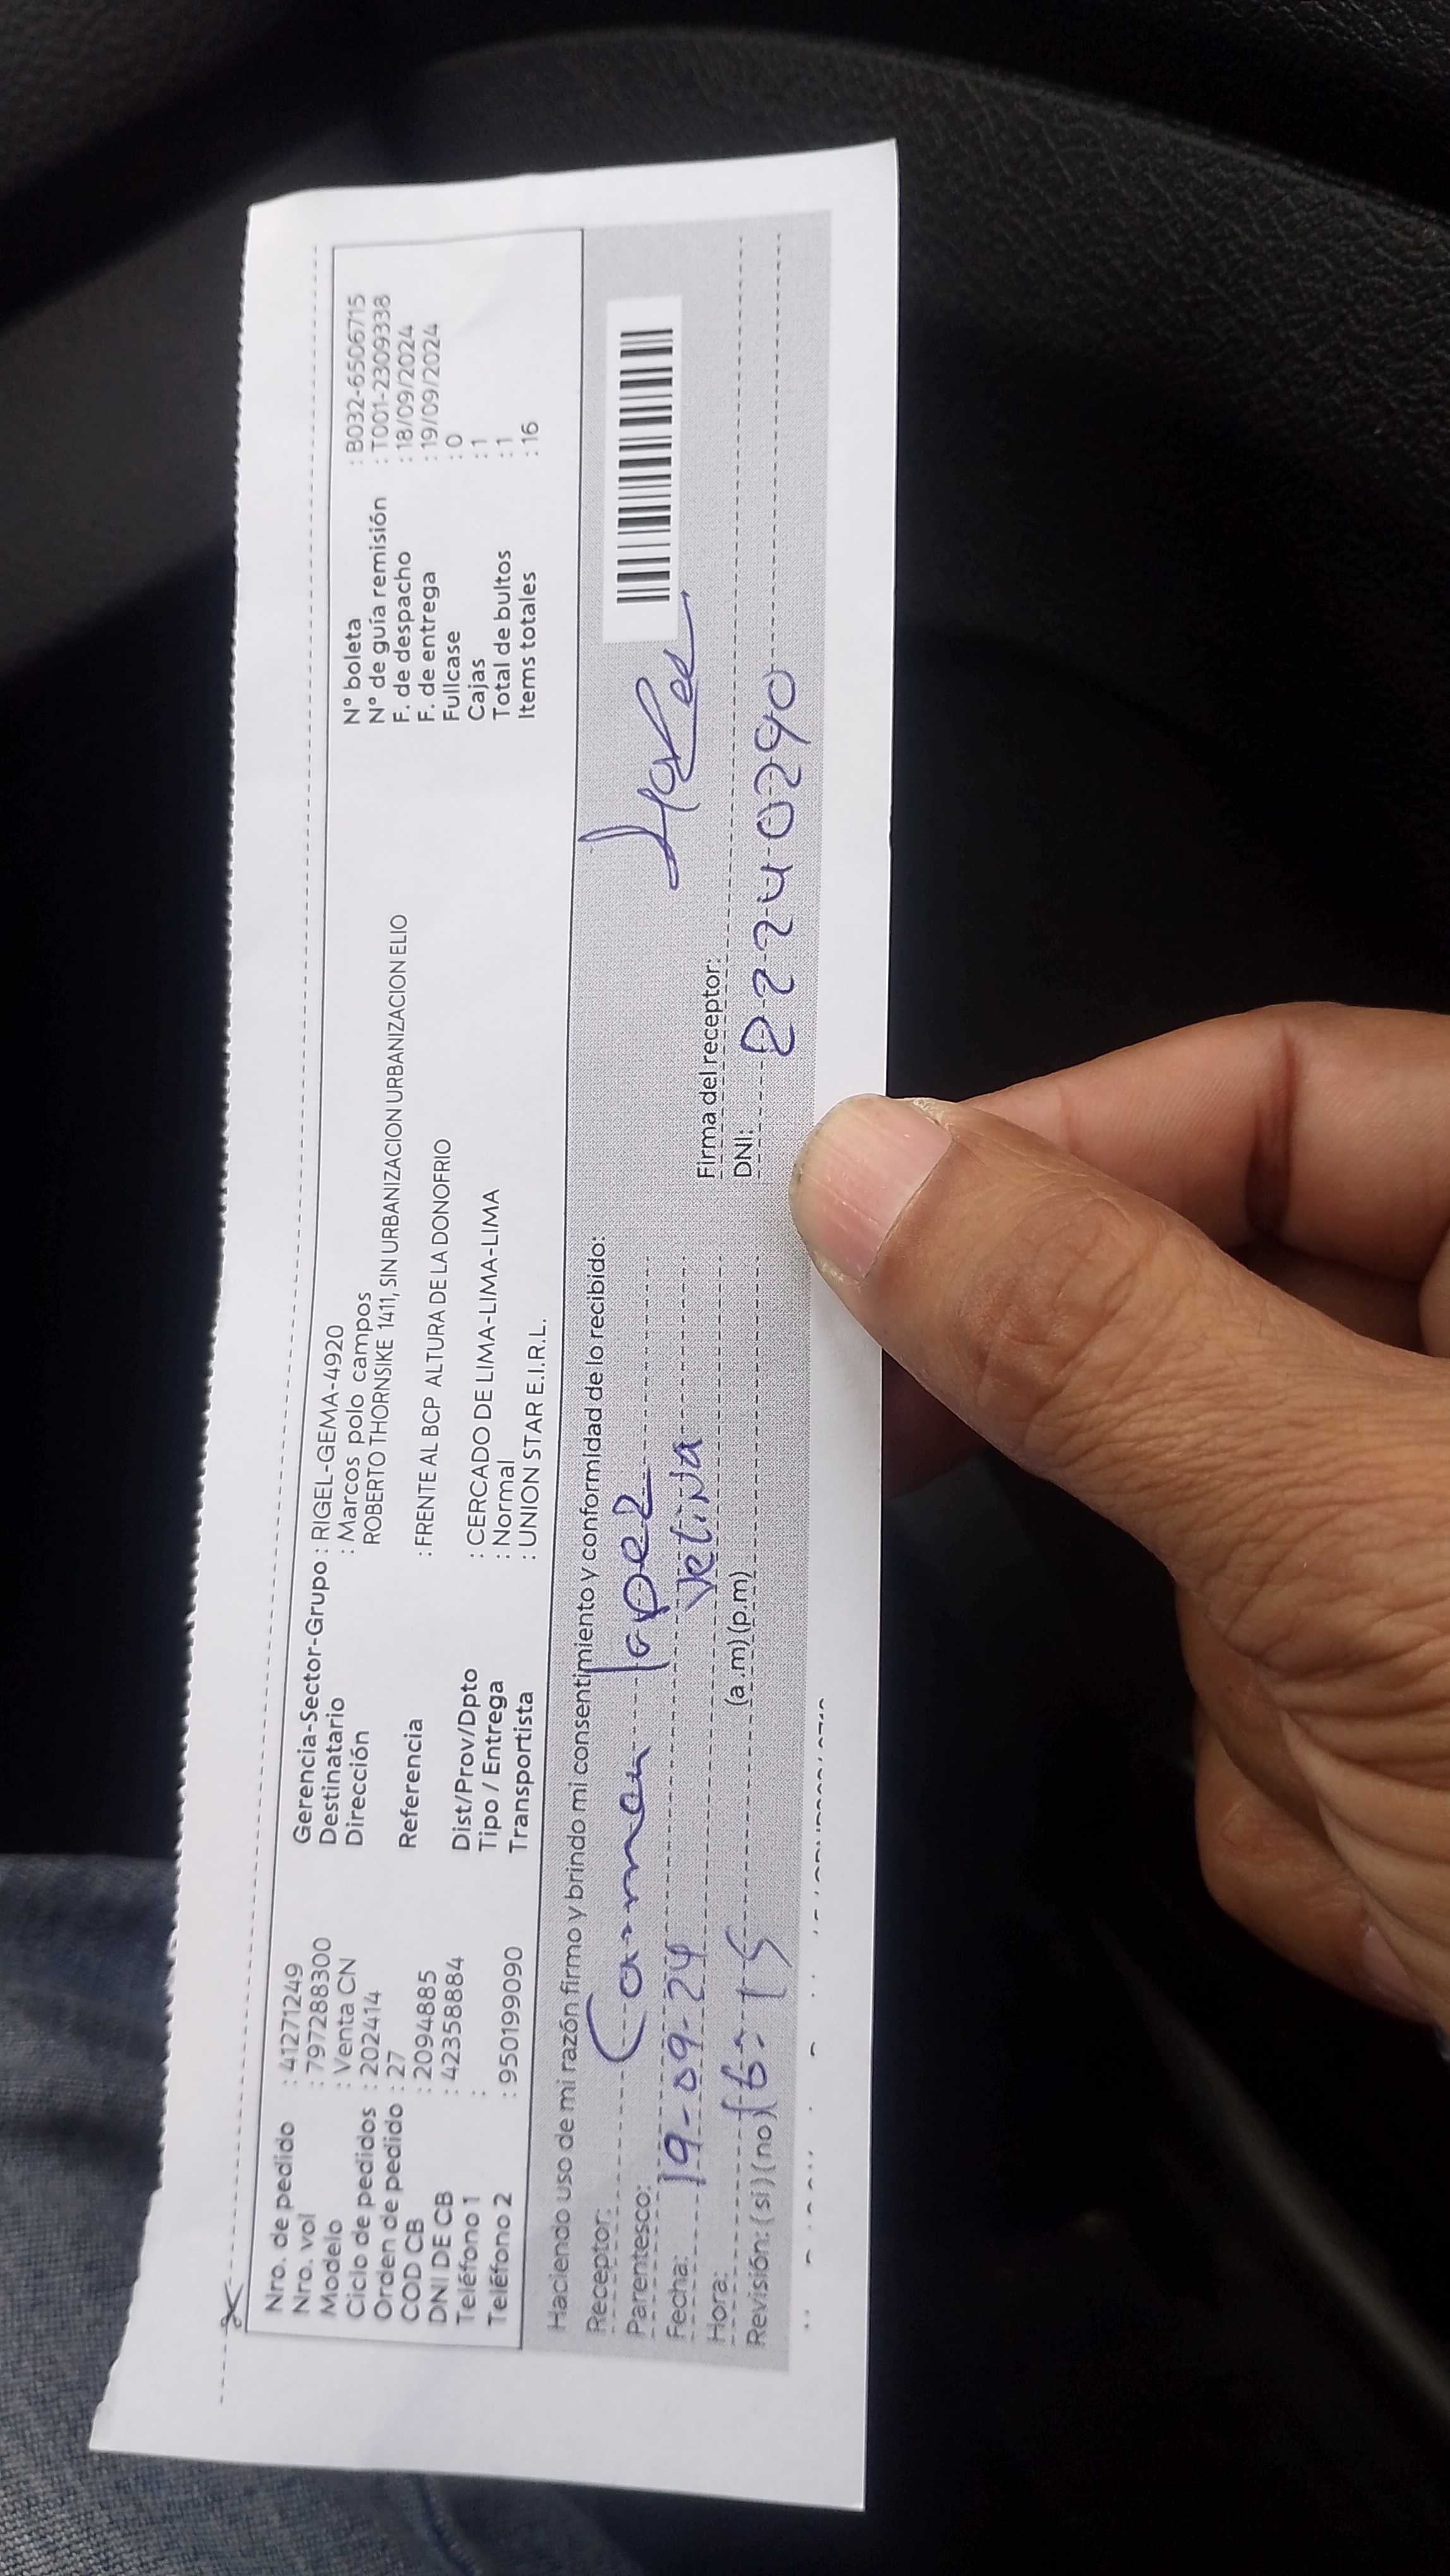 Nro. de pedido : 41271249
Nro. vol : 7972883​00
Modelo : Venta CN
Ciclo de pedidos : 202414
Orden de pedido : 27
COD CB : 2094885
DNI DE CB : 42358884
Teléfono 1 :
Teléfono 2 : 950199090
Gerencia-Sector-Grupo : RIGEL-GEMA-4920
Destinatario : Marcos polo campos
Dirección ROBERTO THORNSIKE 1411, SIN URBANIZACION URBANIZACION ELIO
Referencia : FRENTE AL BCP ALTURA DE LA DONOFRIO
Dist/Prov/Dpto : CERCADO DE LIMA-LIMA-LIMA
Tipo / Entrega : Normal
Transportista : UNION STAR E.I.R.L.
N° boleta : B032-6506715
N° de guía remisión : T001-2309338
F. de despacho : 18/09/2024
F. de entrega : 19/09/2024
Fullcase : 0
Cajas : 1
Total de bultos : 1
Items totales : 16
Haciendo uso de mi razón firmo y brindo mi consentimiento y conformidad de lo recibido:
Receptor: Carmen lopez
Parentesco: Vecina
Fecha: 19-09-24
Hora: 16:15 (a.m)(p.m)
Revisión: (si)(no)
Firma del receptor:
DNI: 22240290